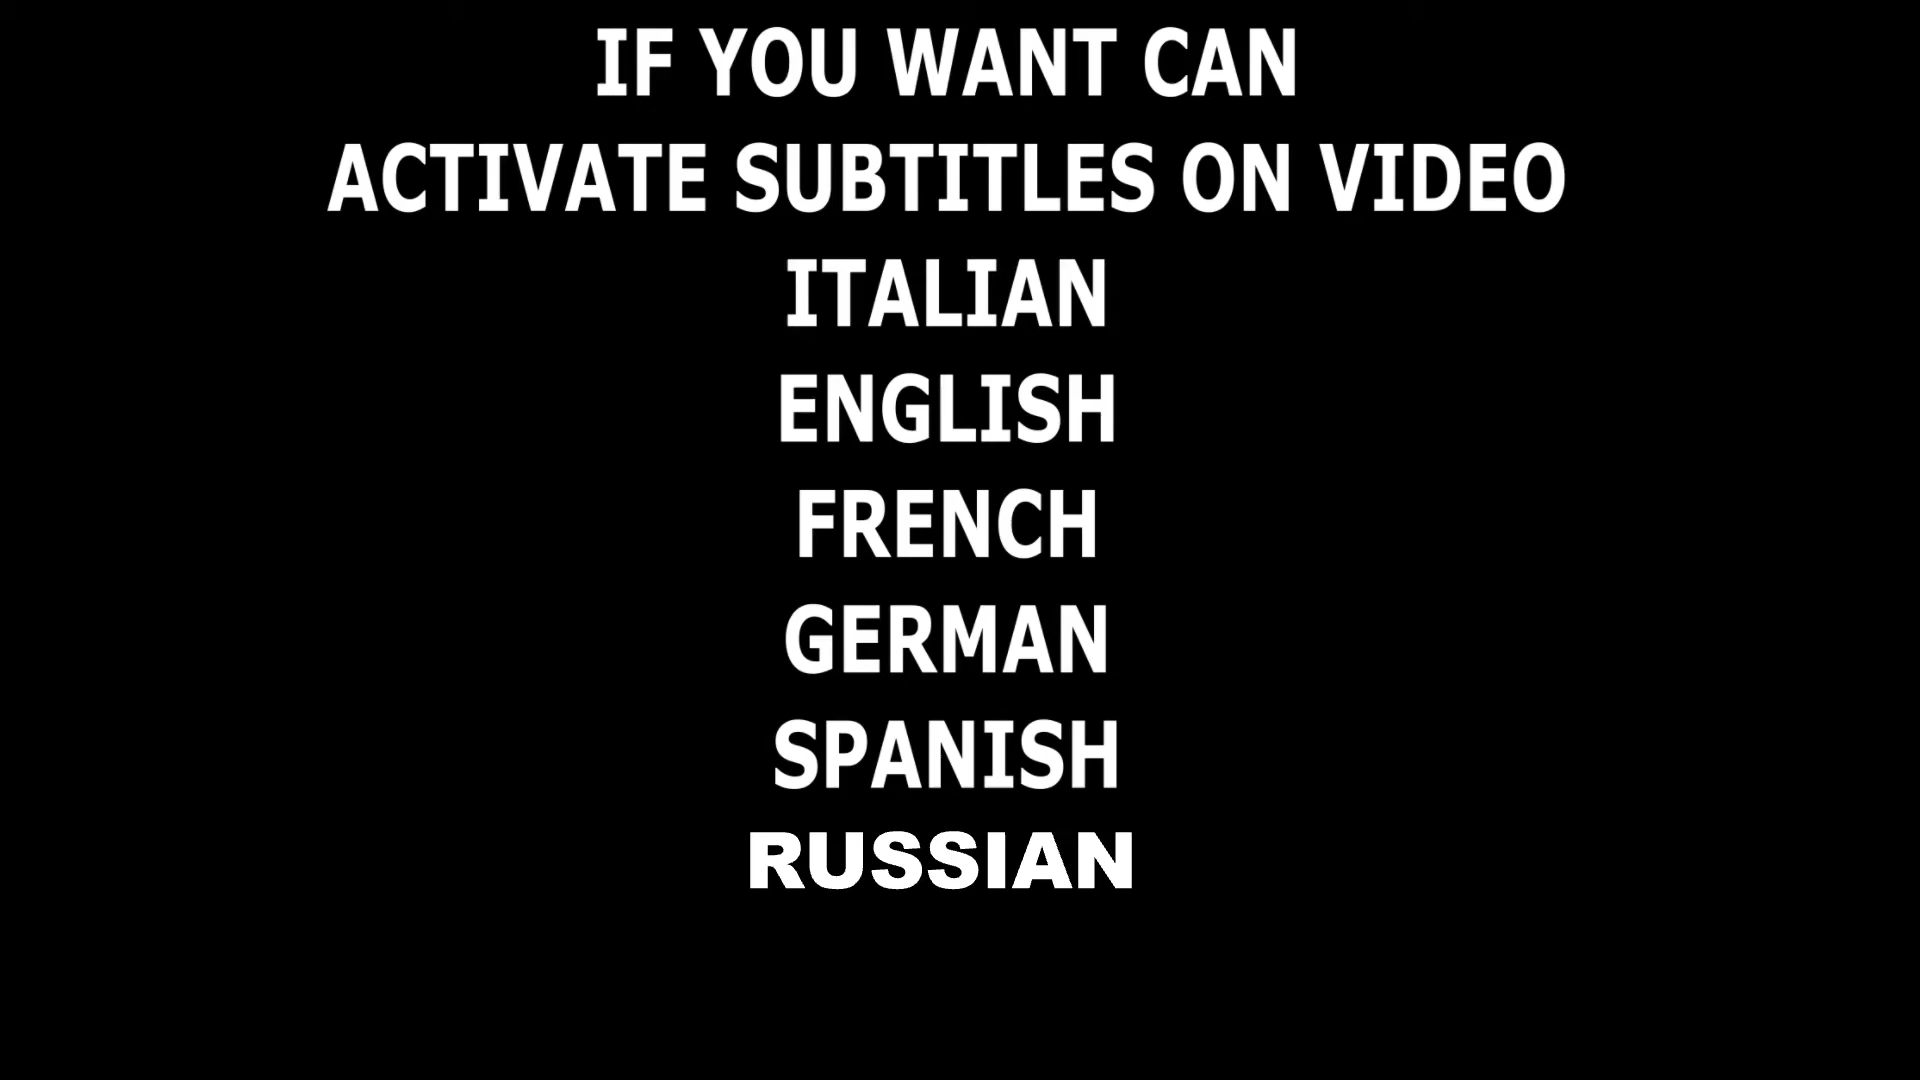 IF YOU WANT CAN
ACTIVATE SUBTITLES ON VIDEO
ITALIAN
ENGLISH
FRENCH
GERMAN
SPANISH
RUSSIAN